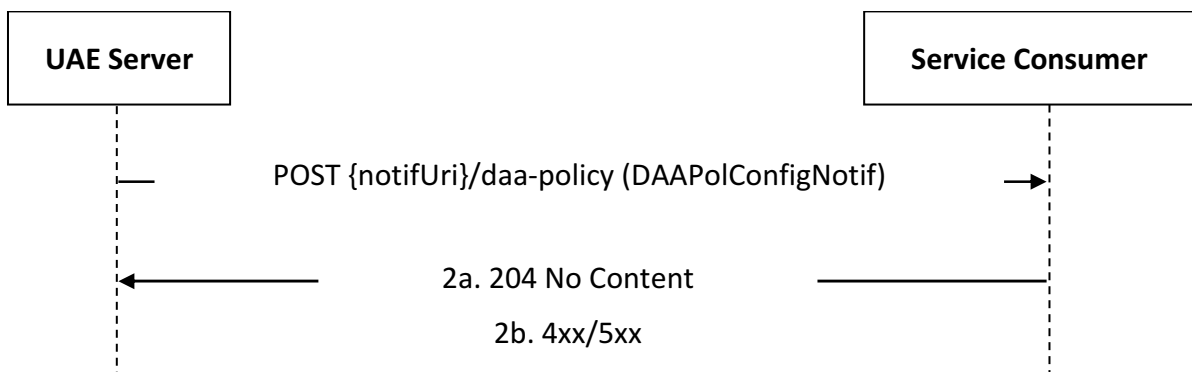 UAE Server
Service Consumer
POST {notifUri}/daa-policy (DAAPolConfigNotif)
2a. 204 No Content
2b. 4xx/5xx